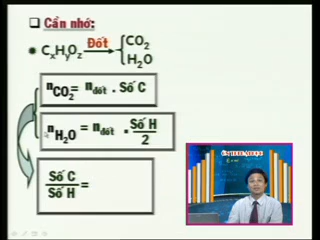 Cần nhớ:
CxHyOz Đốt CO2
H2O
nCO2 = nđốt . Số C
nH2O = nđốt . Số H
2
Số C
Số H =